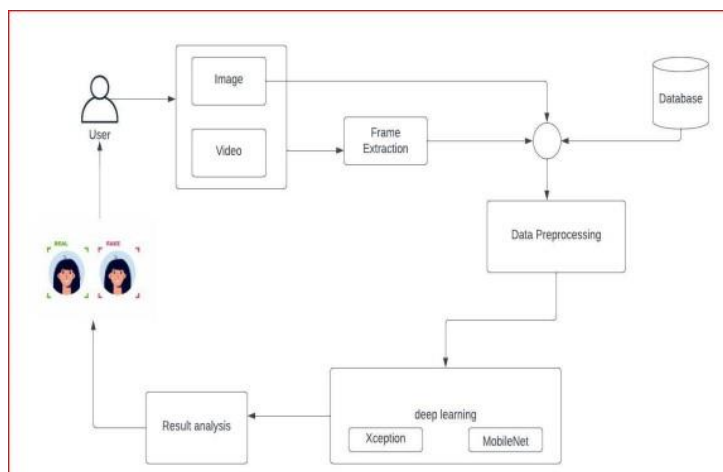 Image
Database
User
Video
Frame
Extraction
Data Preprocessing
REAL
FAKE
deep learning
Xception
MobileNet
Result analysis